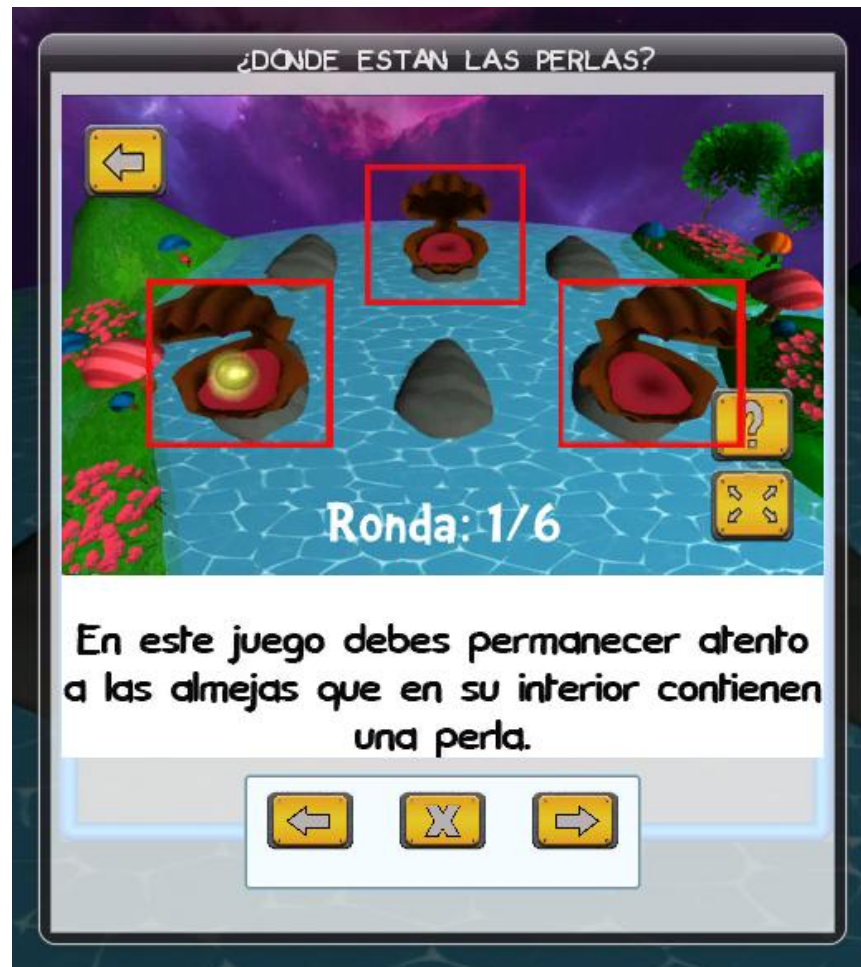 ¿DONDE ESTAN LAS PERLAS?
?
Ronda: 1/6
En este juego debes permanecer atento
a las almejas que en su interior contienen
una perla.
X